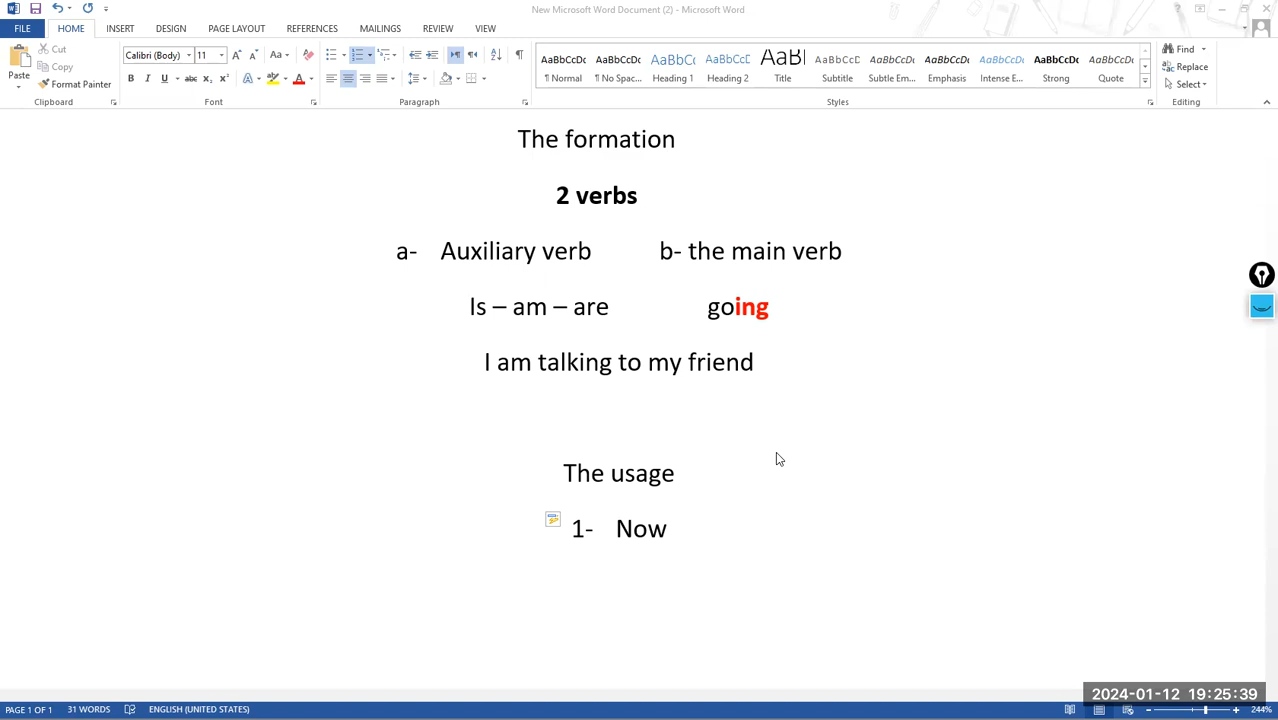 New Microsoft Word Document (2) - Microsoft Word
FILE HOME INSERT DESIGN PAGE LAYOUT REFERENCES MAILINGS REVIEW VIEW
Paste
Cut
Copy
Format Painter
Clipboard
Calibri (Body) 11
Font
Paragraph
AaBbCcDc AaBbCcDc AaBbCc AaBbCcC AaBl AaBbCcD AaBbCcDc AaBbCcDc AaBbCcDc AaBbCcDc AaBbCcDc
¶ Normal ¶ No Spac... Heading 1 Heading 2 Title Subtitle Subtle Em... Emphasis Intense E... Strong Quote
Styles
Find
Replace
Select
Editing
The formation
2 verbs
a- Auxiliary verb b- the main verb
Is – am – are going
I am talking to my friend
The usage
1- Now
2024-01-12 19:25:39
PAGE 1 OF 1 31 WORDS ENGLISH (UNITED STATES) 244%